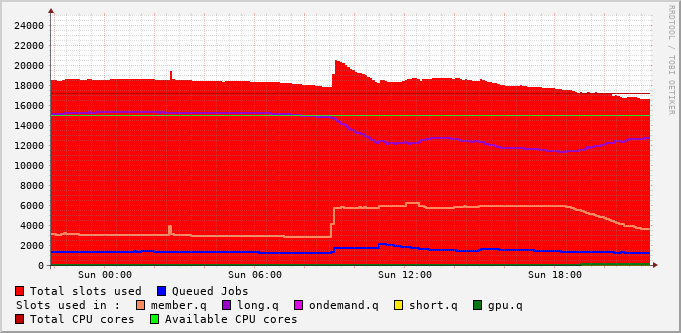 RRDTOOL / TOBI OETIKER
24000
22000
20000
18000
16000
14000
12000
10000
8000
6000
4000
2000
0
Sun 00:00 Sun 06:00 Sun 12:00 Sun 18:00
Total slots used Queued Jobs
Slots used in : member.q long.q ondemand.q short.q gpu.q
Total CPU cores Available CPU cores